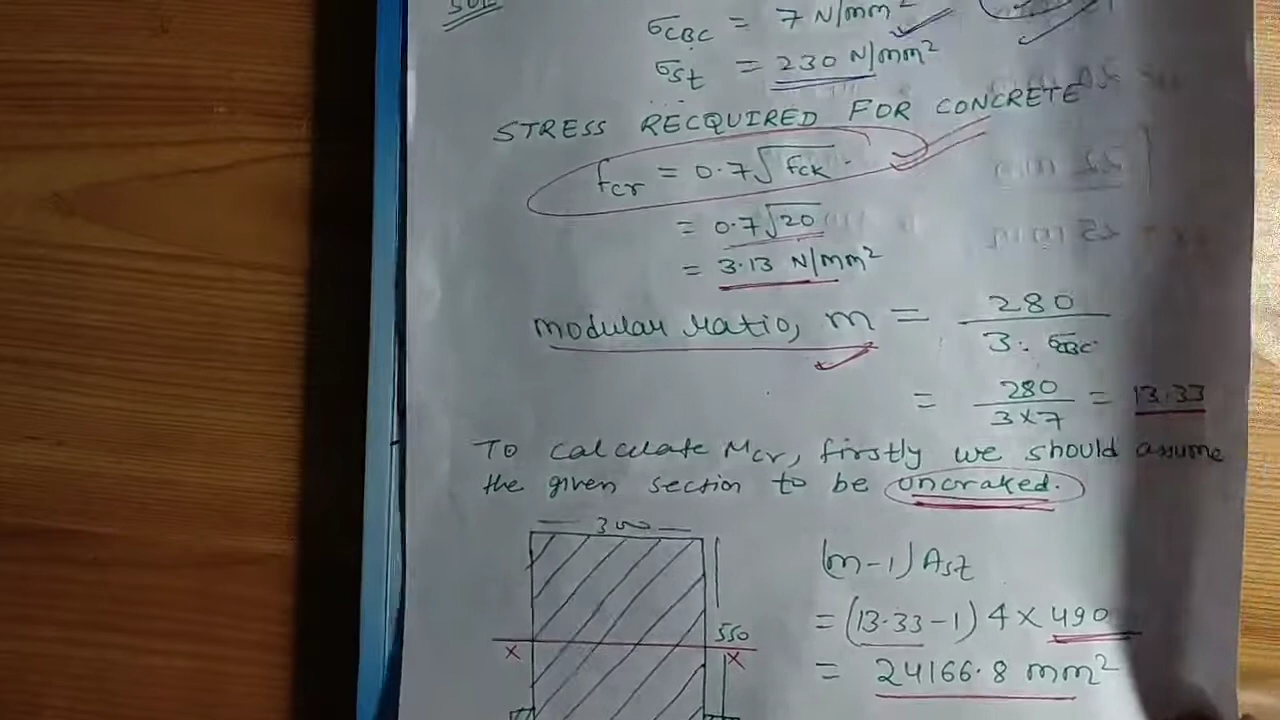 SOL
σCBC = 7 N/mm²
σst = 230 N/mm²
STRESS RECQUIRED FOR CONCRETE
fcr = 0.7√fck.
= 0.7√20
= 3.13 N/mm²
modular ratio, m = 280 / 3. σCBC
= 280 / 3x7 = 13.33
To calculate Mcr, firstly we should assume
the given section to be uncraked.
300
(m-1) Ast
= (13.33-1) 4 x 490
550
x x
= 24166.8 mm²